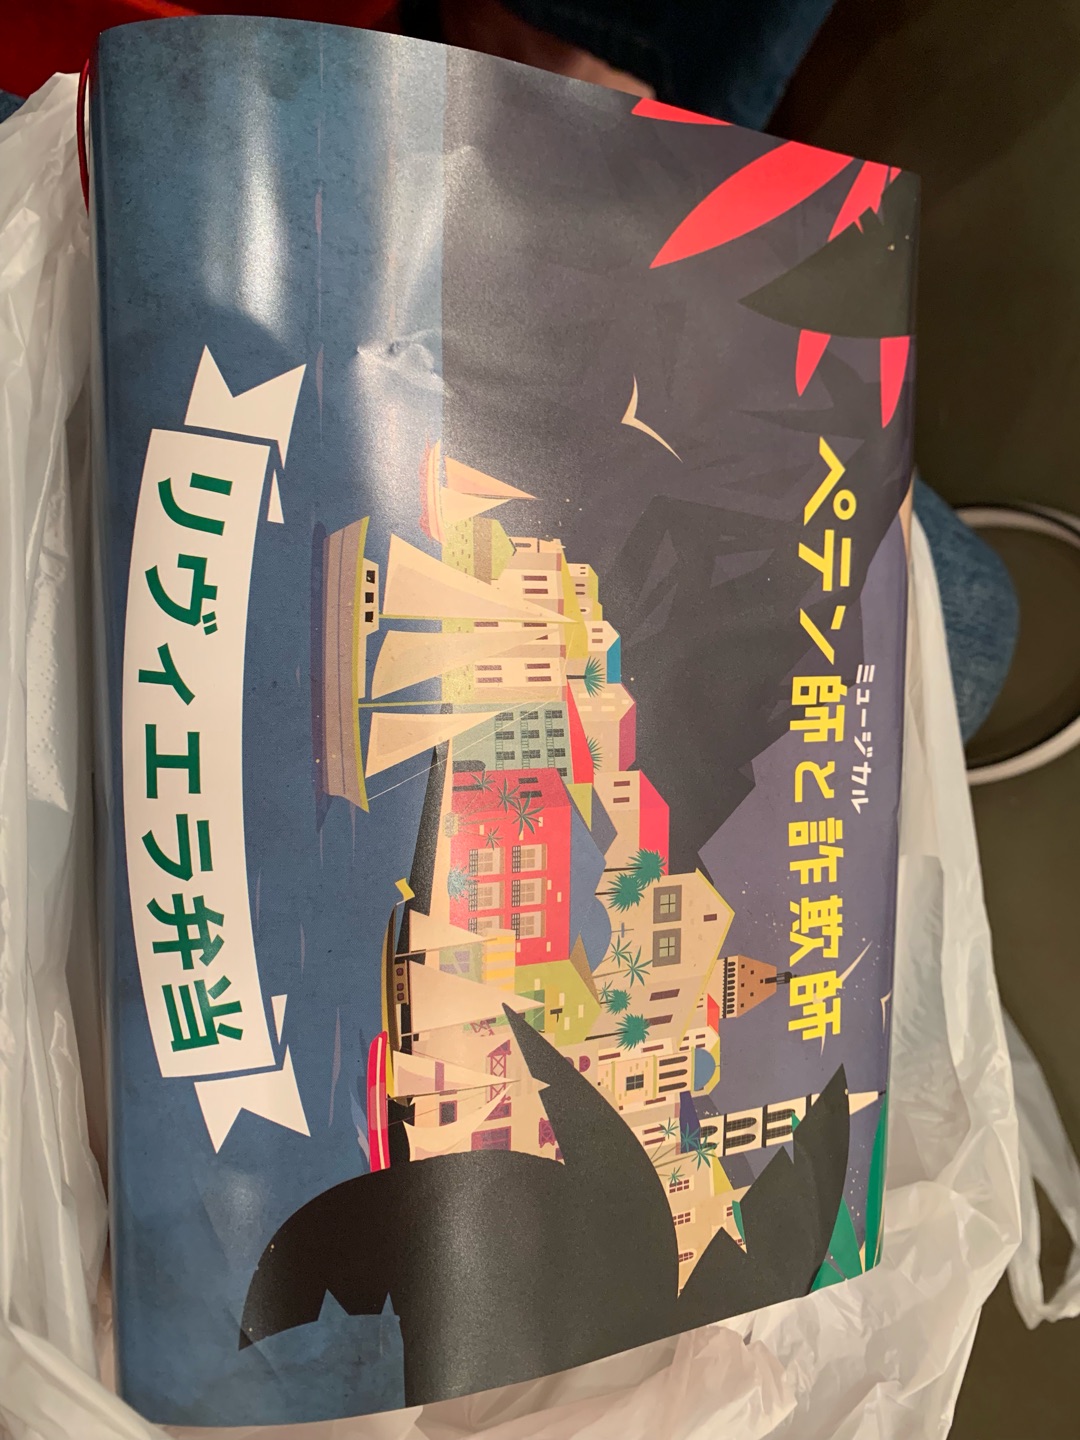 ミュージカル
ペテン師と詐欺師
リヴィエラ弁当